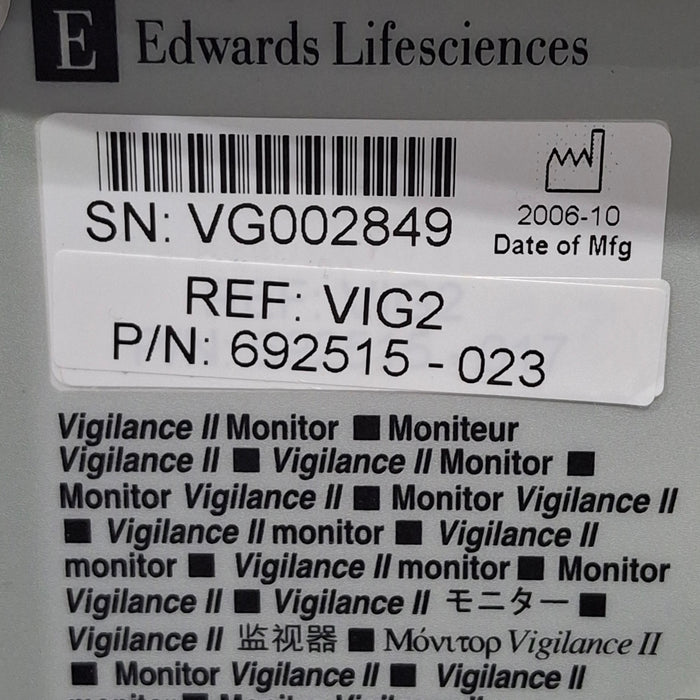 E Edwards Lifesciences
SN: VG002849
2006-10
Date of Mfg
REF: VIG2
P/N: 692515 - 023
Vigilance II Monitor ■ Moniteur
Vigilance II ■ Vigilance II Monitor ■
Monitor Vigilance II ■ Monitor Vigilance II
■ Vigilance II monitor ■ Vigilance II
monitor ■ Vigilance II monitor ■ Monitor
Vigilance II ■ Vigilance II モニター ■
Vigilance II 监视器 ■ Μόνιτορ Vigilance II
■ Monitor Vigilance II ■ Vigilance II